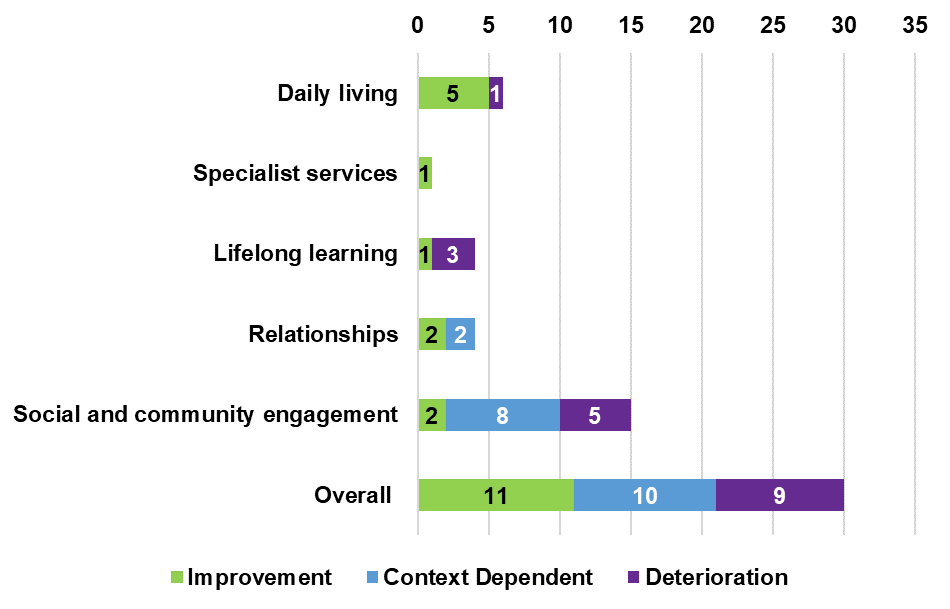 0 5 10 15 20 25 30 35
Daily living 5 1
Specialist services 1
Lifelong learning 1 3
Relationships 2 2
Social and community engagement 2 8 5
Overall 11 10 9
Improvement Context Dependent Deterioration